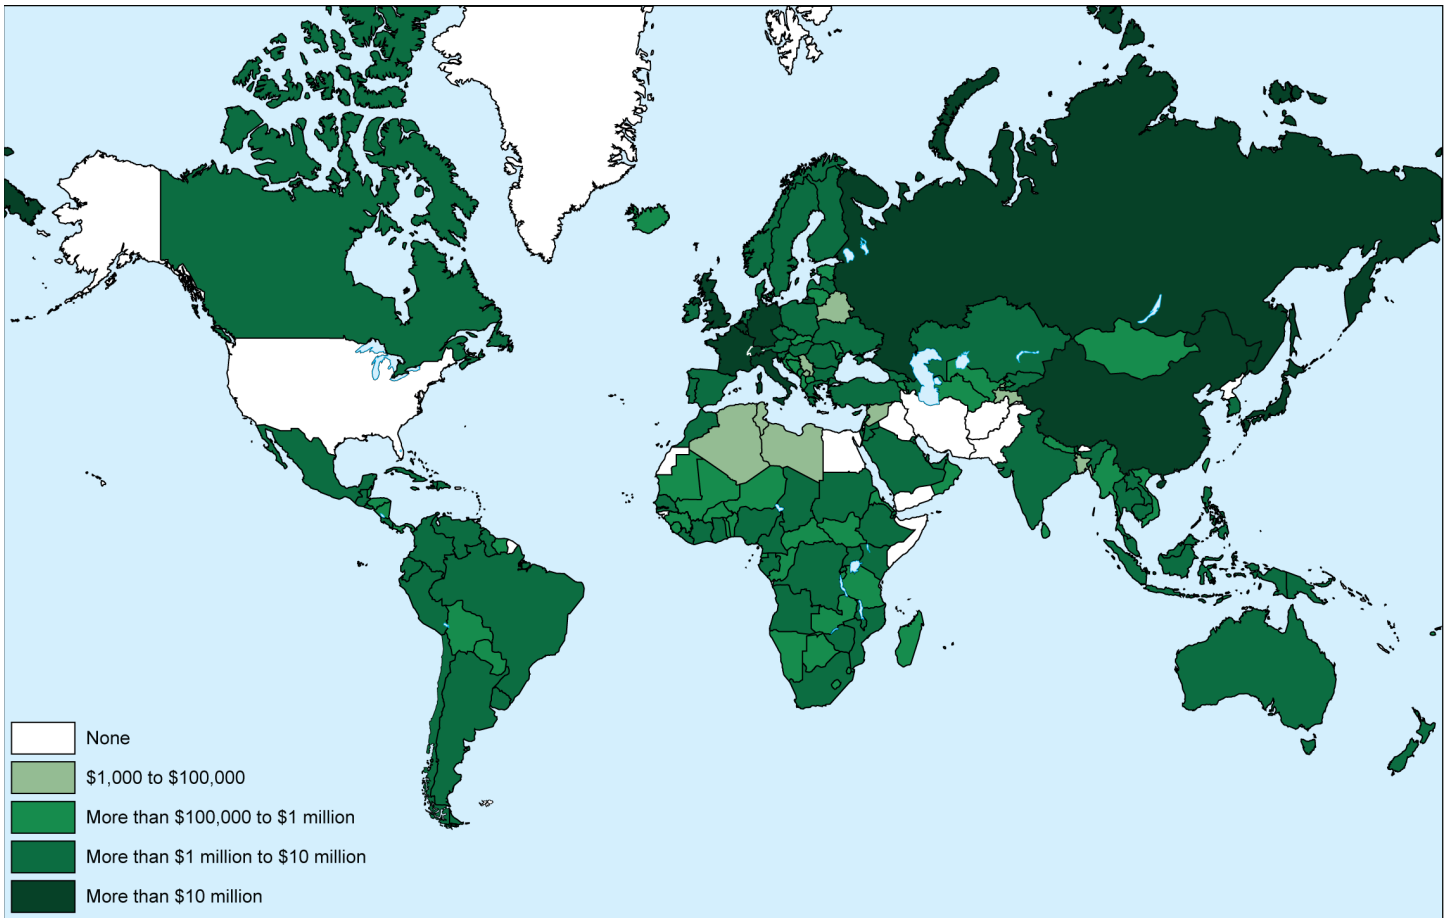 None
$1,000 to $100,000
More than $100,000 to $1 million
More than $1 million to $10 million
More than $10 million